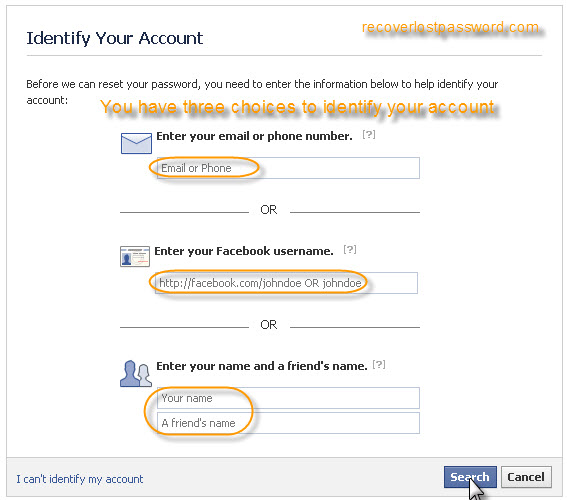 recoverlostpassword.com
Identify Your Account
Before we can reset your password, you need to enter the information below to help identify your
account:
You have three choices to identify your account
Enter your email or phone number. [?]
Email or Phone
OR
Enter your Facebook username. [?]
http://facebook.com/johndoe OR johndoe
OR
Enter your name and a friend's name. [?]
Your name
A friend's name
I can't identify my account
Search
Cancel